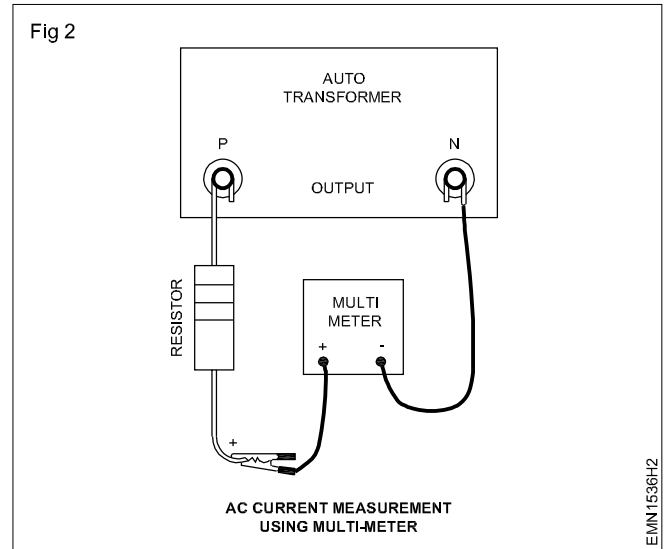 Fig 2
AUTO
TRANSFORMER
P
N
OUTPUT
RESISTOR
MULTI
METER
+ -
+
AC CURRENT MEASUREMENT
USING MULTI-METER
EMN1536H2